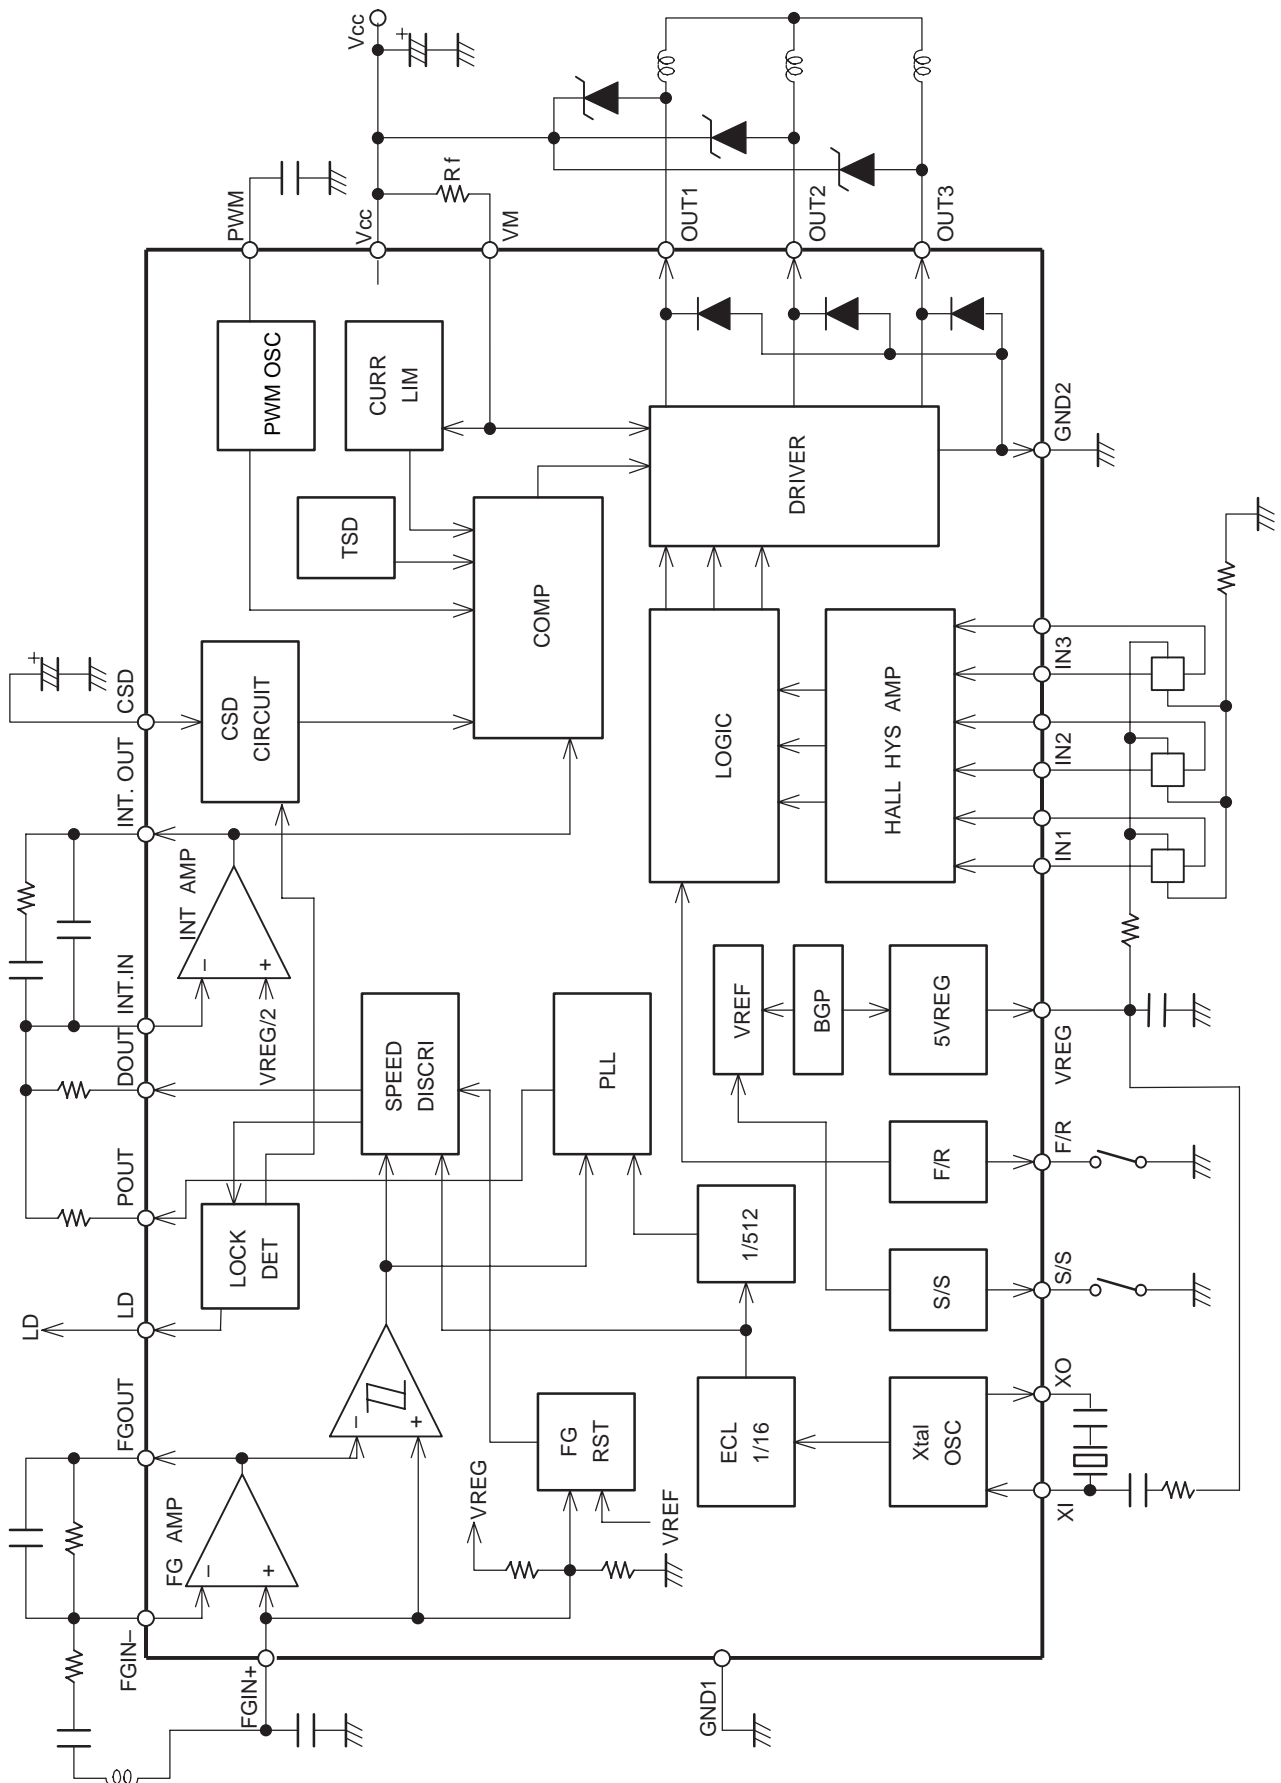 Vcc
+
PWM
Vcc
Rf
VM
OUT1
OUT2
OUT3
PWM OSC
CURR
LIM
TSD
COMP
DRIVER
GND2
+
CSD
CSD
CIRCUIT
INT. OUT
INT AMP
–
+
VREG/2
INT.IN
DOUT
POUT
SPEED
DISCRI
PLL
LOCK
DET
LD
LD
LOGIC
HALL HYS AMP
IN3
IN2
IN1
VREF
BGP
5VREG
VREG
F/R
F/R
S/S
S/S
1/512
ECL
1/16
Xtal
OSC
XO
XI
FGOUT
FG AMP
–
+
–
+
FG
RST
VREG
VREF
FGIN–
FGIN+
GND1